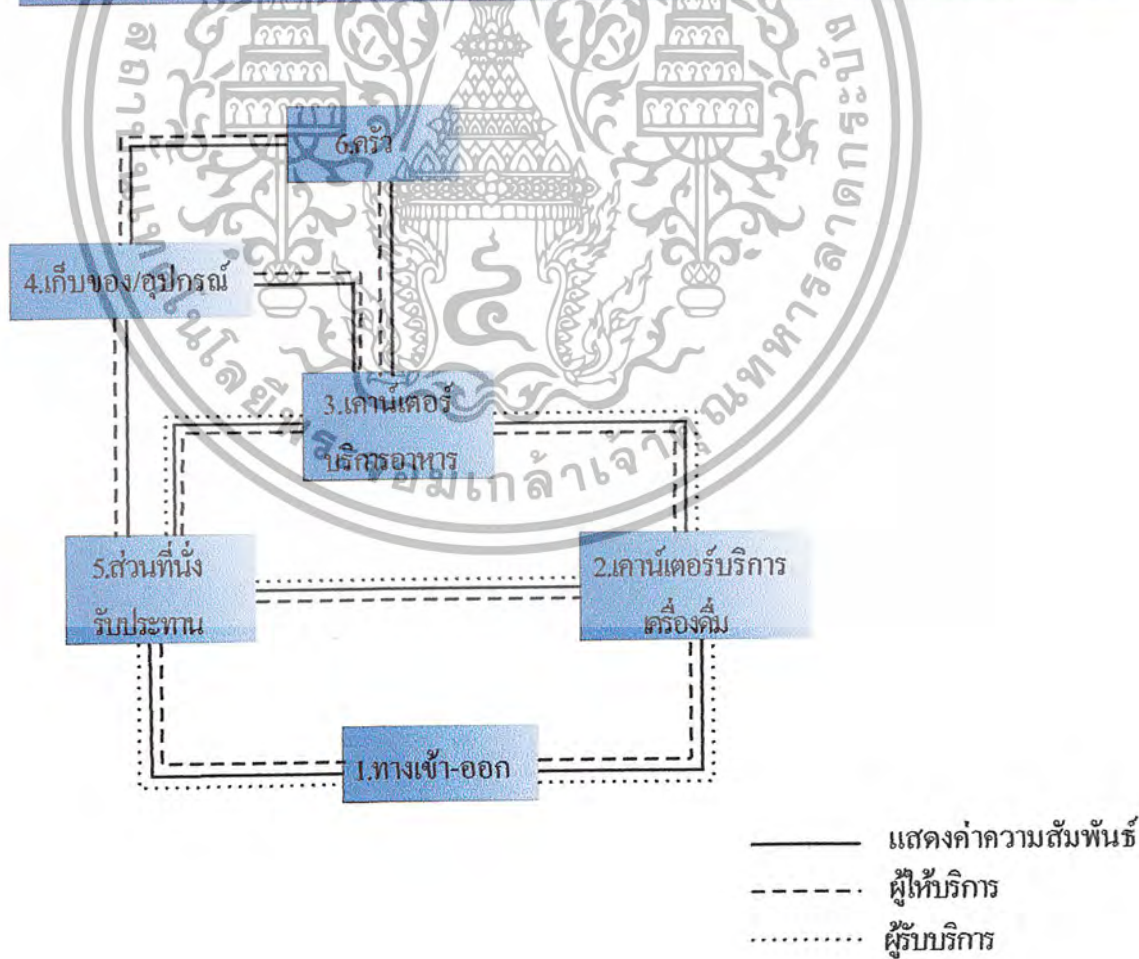 6.ครัว
4.เก็บของ/อุปกรณ์
3.เคาน์เตอร์
บริการอาหาร
5.ส่วนที่นั่ง
รับประทาน
2.เคาน์เตอร์บริการ
เครื่องดื่ม
1.ทางเข้า-ออก
แสดงค่าความสัมพันธ์
ผู้ให้บริการ
ผู้รับบริการ